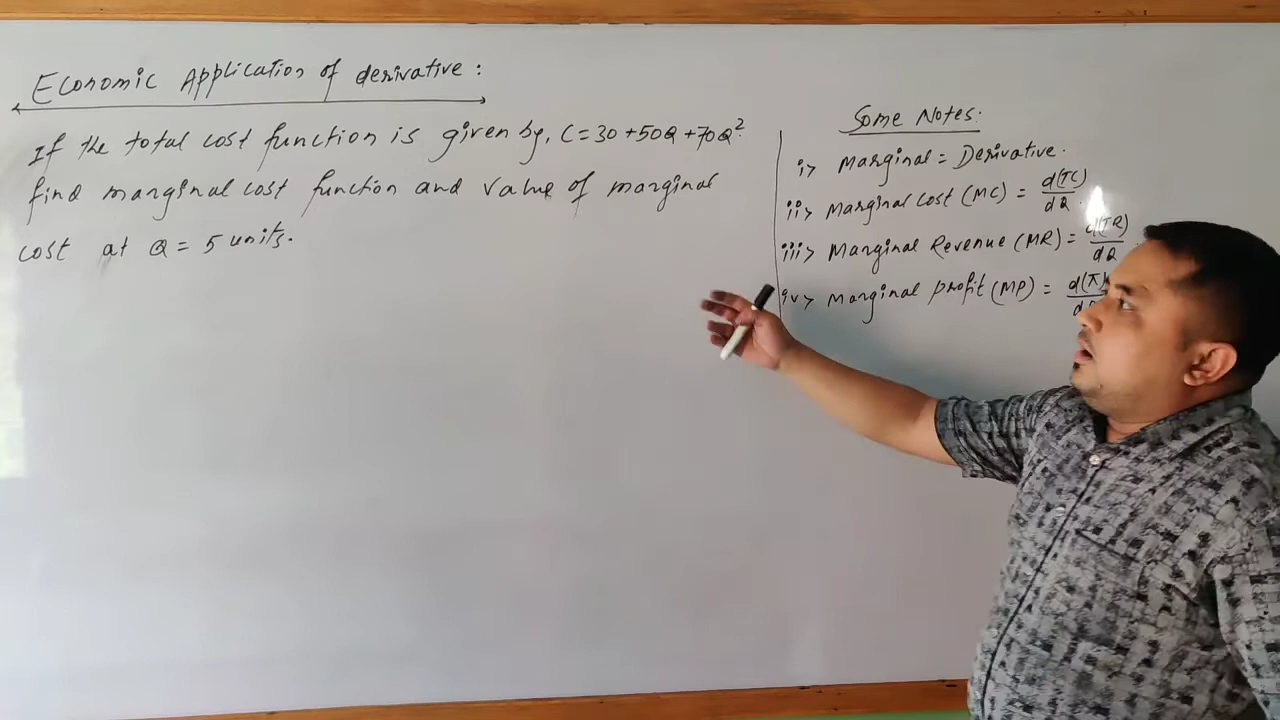 Economic Application of derivative:
If the total cost function is given by, C = 30 + 50Q + 70Q².
find marginal cost function and value of marginal
cost at Q = 5 units.
Some Notes:
i> Marginal = Derivative.
ii> Marginal cost (MC) = d(TC)/dQ.
iii> Marginal Revenue (MR) = d(TR)/dQ
iv> Marginal profit (MP) = d(π)